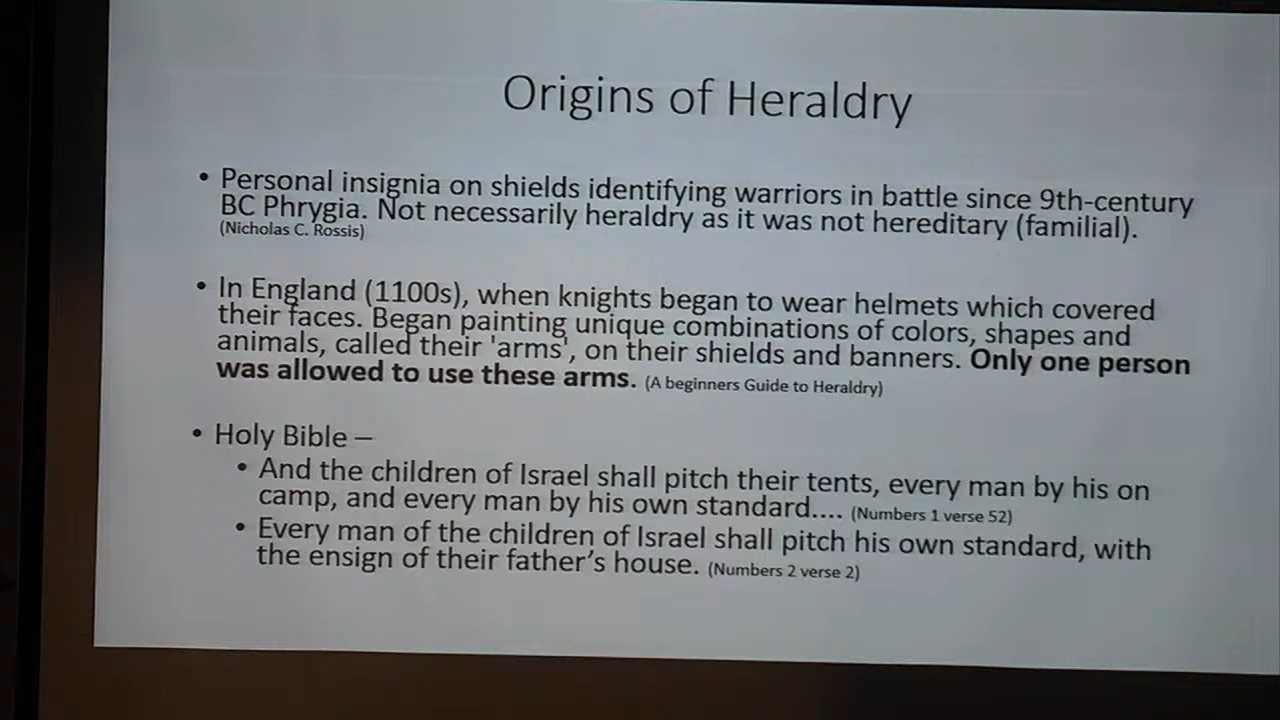 Origins of Heraldry
• Personal insignia on shields identifying warriors in battle since 9th-century
BC Phrygia. Not necessarily heraldry as it was not hereditary (familial).
(Nicholas C. Rossis)
• In England (1100s), when knights began to wear helmets which covered
their faces. Began painting unique combinations of colors, shapes and
animals, called their 'arms', on their shields and banners. Only one person
was allowed to use these arms. (A beginners Guide to Heraldry)
• Holy Bible –
• And the children of Israel shall pitch their tents, every man by his on
camp, and every man by his own standard.... (Numbers 1 verse 52)
• Every man of the children of Israel shall pitch his own standard, with
the ensign of their father's house. (Numbers 2 verse 2)